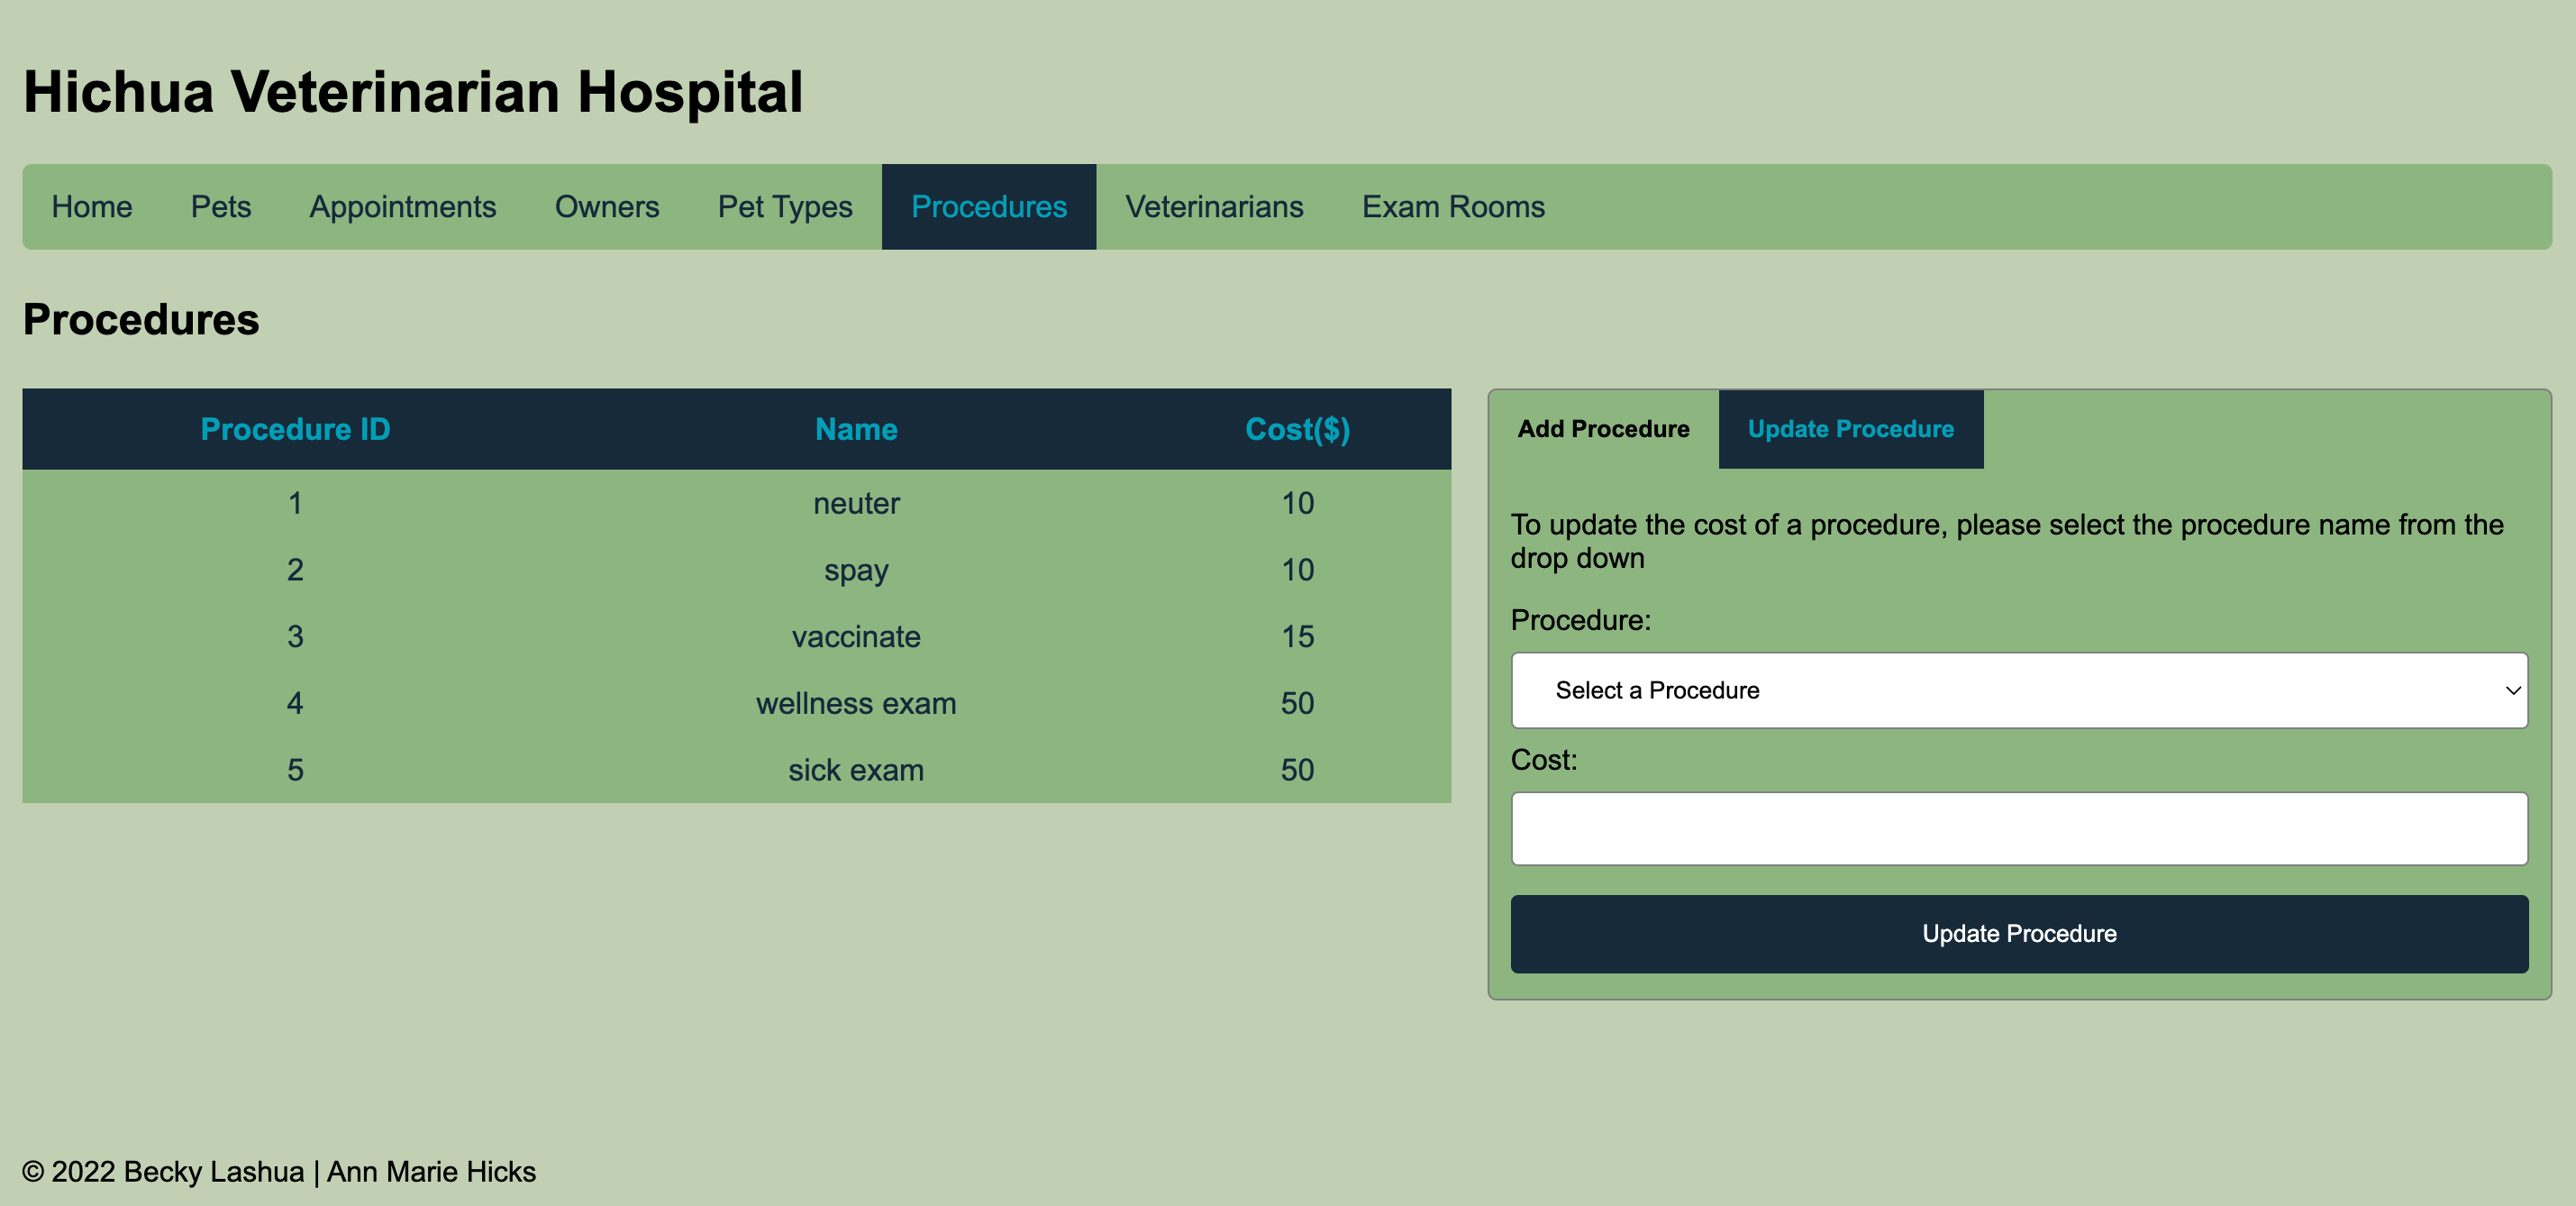 Hichua Veterinarian Hospital
Home Pets Appointments Owners Pet Types Procedures Veterinarians Exam Rooms
Procedures
Procedure ID Name Cost($)
1 neuter 10
2 spay 10
3 vaccinate 15
4 wellness exam 50
5 sick exam 50
Add Procedure Update Procedure
To update the cost of a procedure, please select the procedure name from the
drop down
Procedure:
Select a Procedure
Cost:
Update Procedure
© 2022 Becky Lashua | Ann Marie Hicks